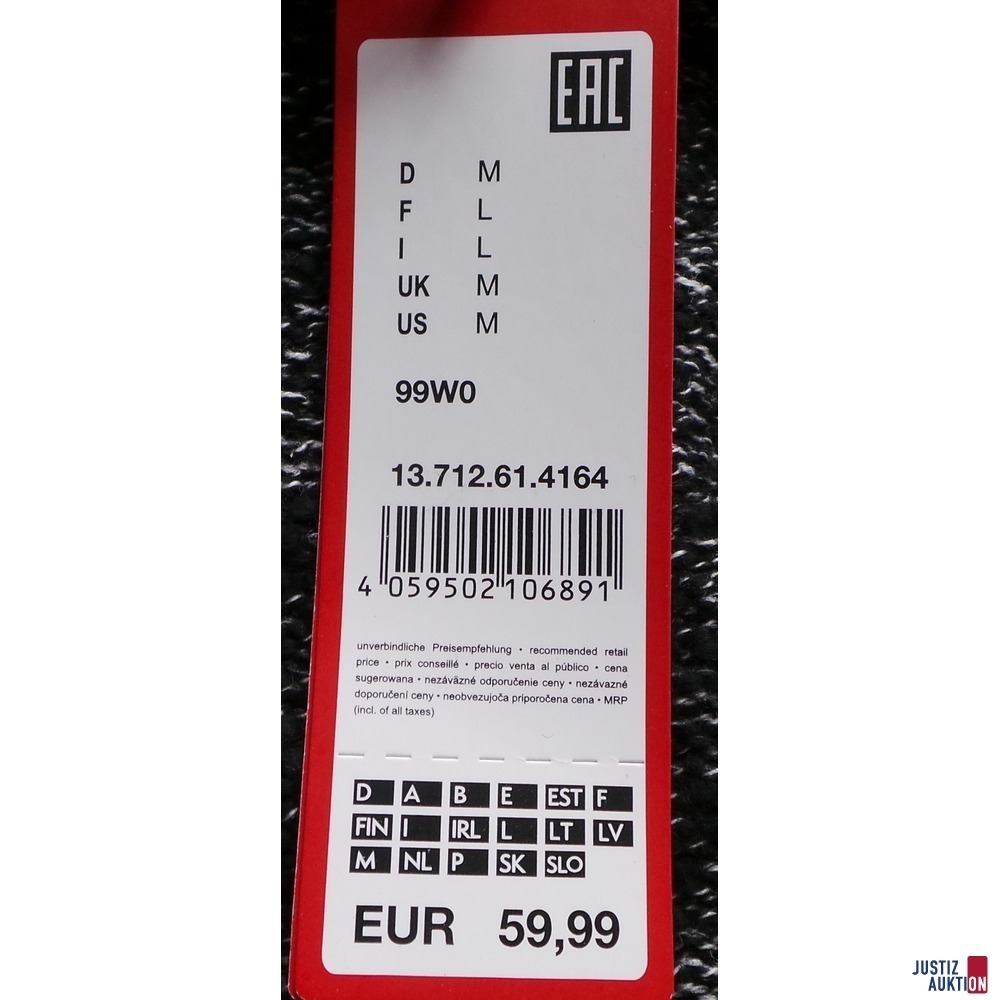 EAC
D M
F L
I L
UK M
US M
99W0
13.712.61.4164
4 059502 106891
unverbindliche Preisempfehlung • recommended retail
price • prix conseillé • precio venta al público • cena
sugerowana • nezáväzné odporučenie ceny • nezávazné
doporučení ceny • neobvezujoča priporočena cena • MRP
(incl. of all taxes)
D A B E EST F
FIN I IRL L LT LV
M NL P SK SLO
EUR 59,99
JUSTIZ
AUKTION